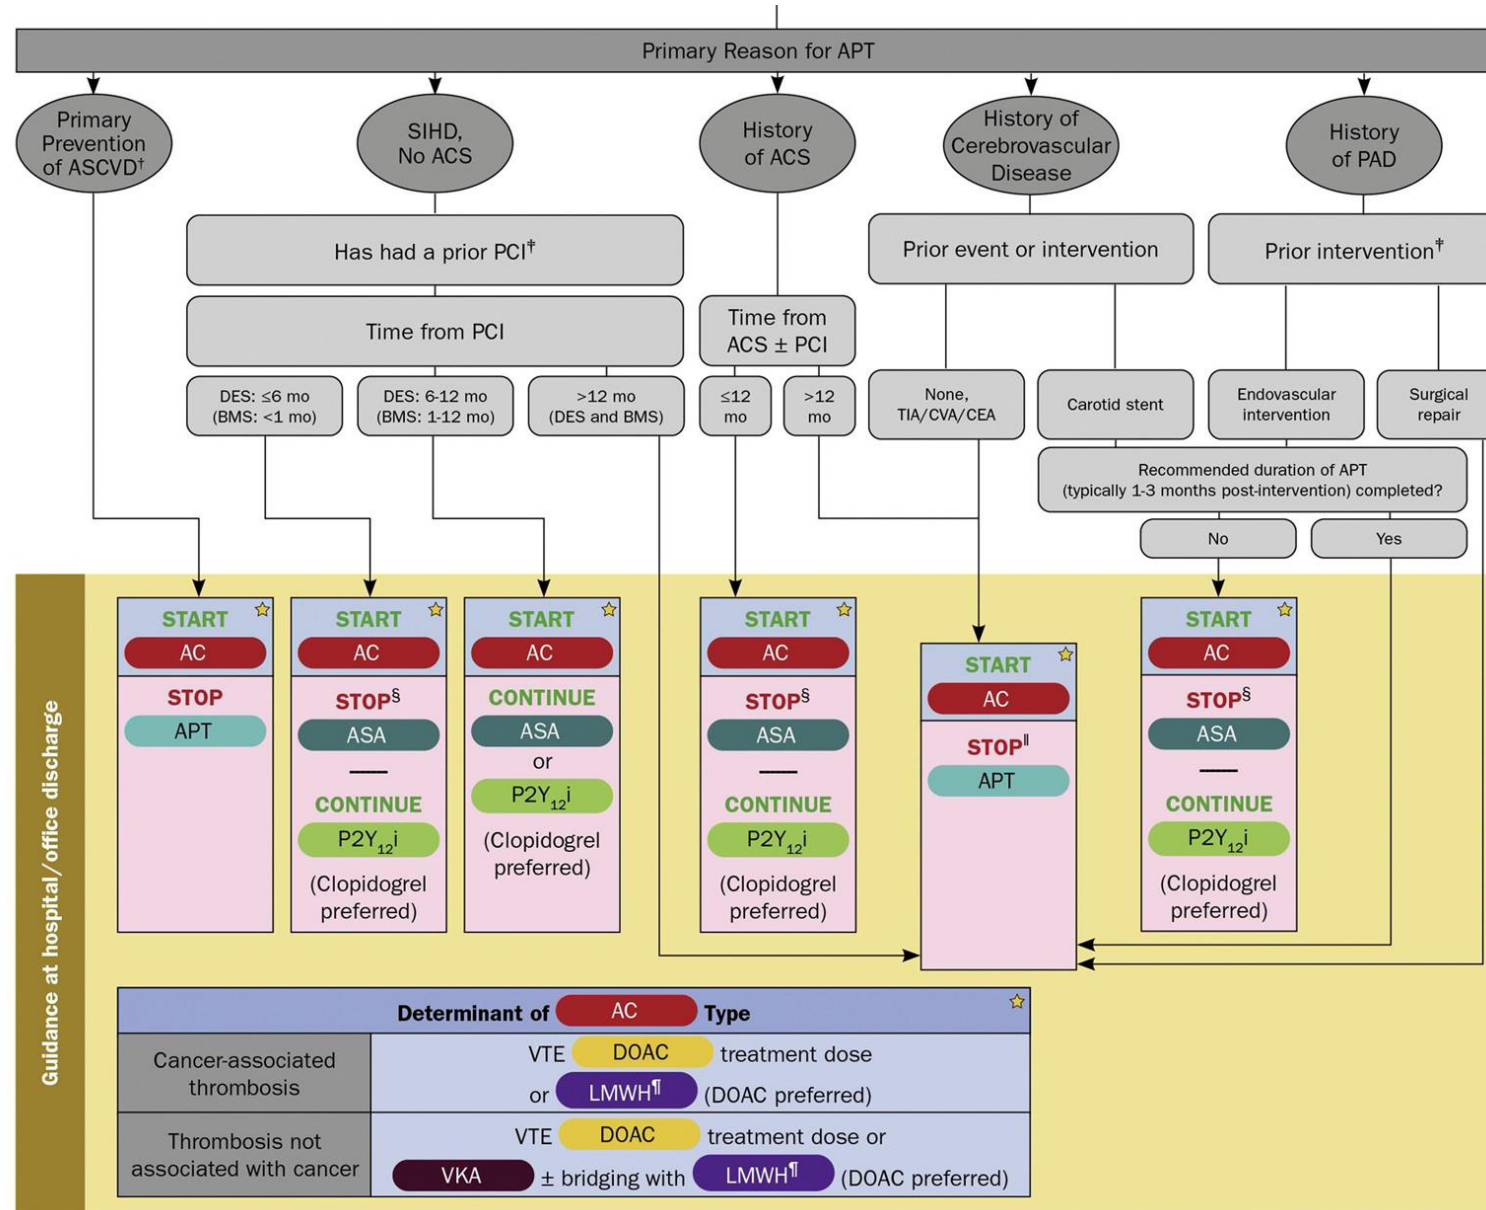 Primary Reason for APT
Primary
Prevention
of ASCVD†
SIHD,
No ACS
History
of ACS
History of
Cerebrovascular
Disease
History
of PAD
Has had a prior PCI‡
Prior event or intervention
Prior intervention‡
Time from PCI
Time from
ACS ± PCI
DES: ≤6 mo
(BMS: <1 mo)
DES: 6-12 mo
(BMS: 1-12 mo)
>12 mo
(DES and BMS)
≤12
mo
>12
mo
None,
TIA/CVA/CEA
Carotid stent
Endovascular
intervention
Surgical
repair
Recommended duration of APT
(typically 1-3 months post-intervention) completed?
No
Yes
Guidance at hospital/office discharge
START
AC
STOP
APT
START
AC
STOP§
ASA
CONTINUE
P2Y₁₂i
(Clopidogrel
preferred)
START
AC
CONTINUE
ASA
or
P2Y₁₂i
(Clopidogrel
preferred)
START
AC
STOP§
ASA
CONTINUE
P2Y₁₂i
(Clopidogrel
preferred)
START
AC
STOP‖
APT
START
AC
STOP§
ASA
CONTINUE
P2Y₁₂i
(Clopidogrel
preferred)
Determinant of AC Type
Cancer-associated
thrombosis
VTE DOAC treatment dose
or LMWH¶ (DOAC preferred)
Thrombosis not
associated with cancer
VTE DOAC treatment dose or
VKA ± bridging with LMWH¶ (DOAC preferred)